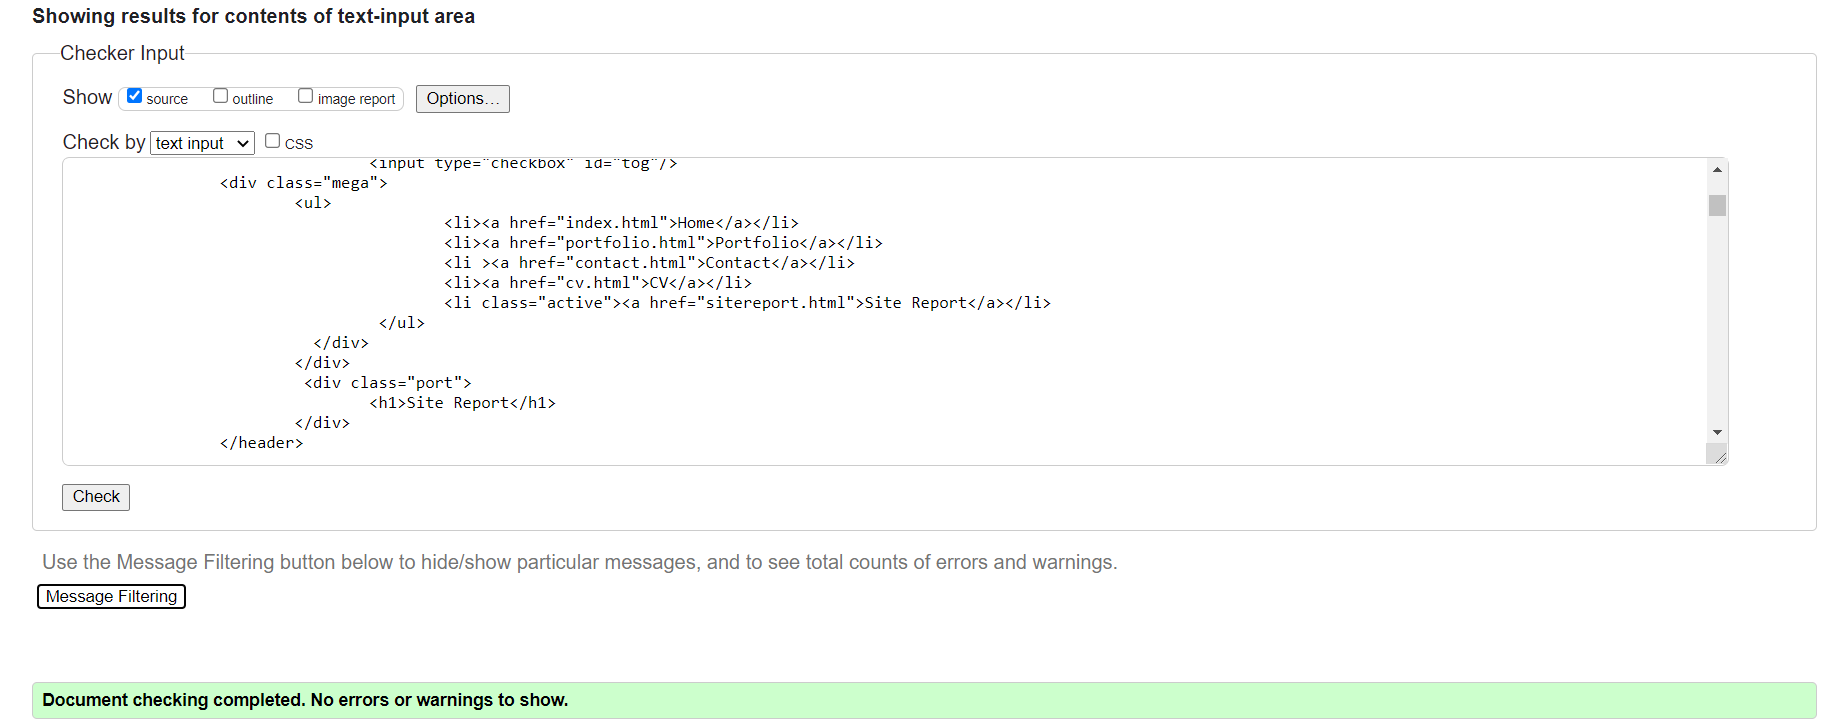 Showing results for contents of text-input area
Checker Input
Show source outline image report Options...
Check by text input CSS
<input type="checkbox" id="tog"/>
<div class="mega">
<ul>
<li><a href="index.html">Home</a></li>
<li><a href="portfolio.html">Portfolio</a></li>
<li ><a href="contact.html">Contact</a></li>
<li><a href="cv.html">CV</a></li>
<li class="active"><a href="sitereport.html">Site Report</a></li>
</ul>
</div>
</div>
<div class="port">
<h1>Site Report</h1>
</div>
</header>
Check
Use the Message Filtering button below to hide/show particular messages, and to see total counts of errors and warnings.
Message Filtering
Document checking completed. No errors or warnings to show.